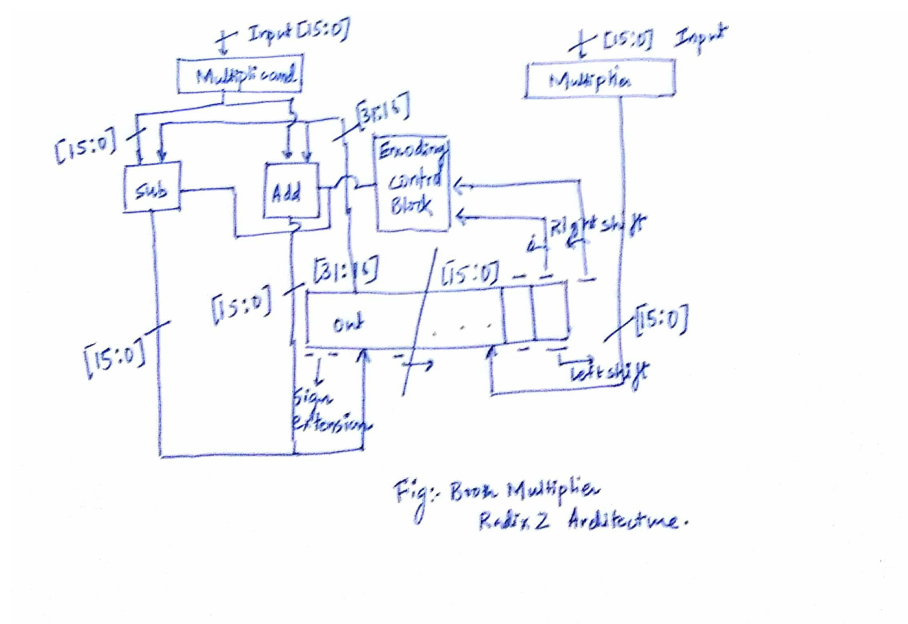 Input [15:0]
[15:0] Input
Multiplicand
Multiplier
[31:16]
[15:0]
Encoding
control
Block
Sub
Add
Right shift
[31:16]
[15:0]
[15:0]
[15:0]
out . . .
[15:0]
Left shift
Sign
extension
Fig:- Booth Multiplier
Radix 2 Architecture.